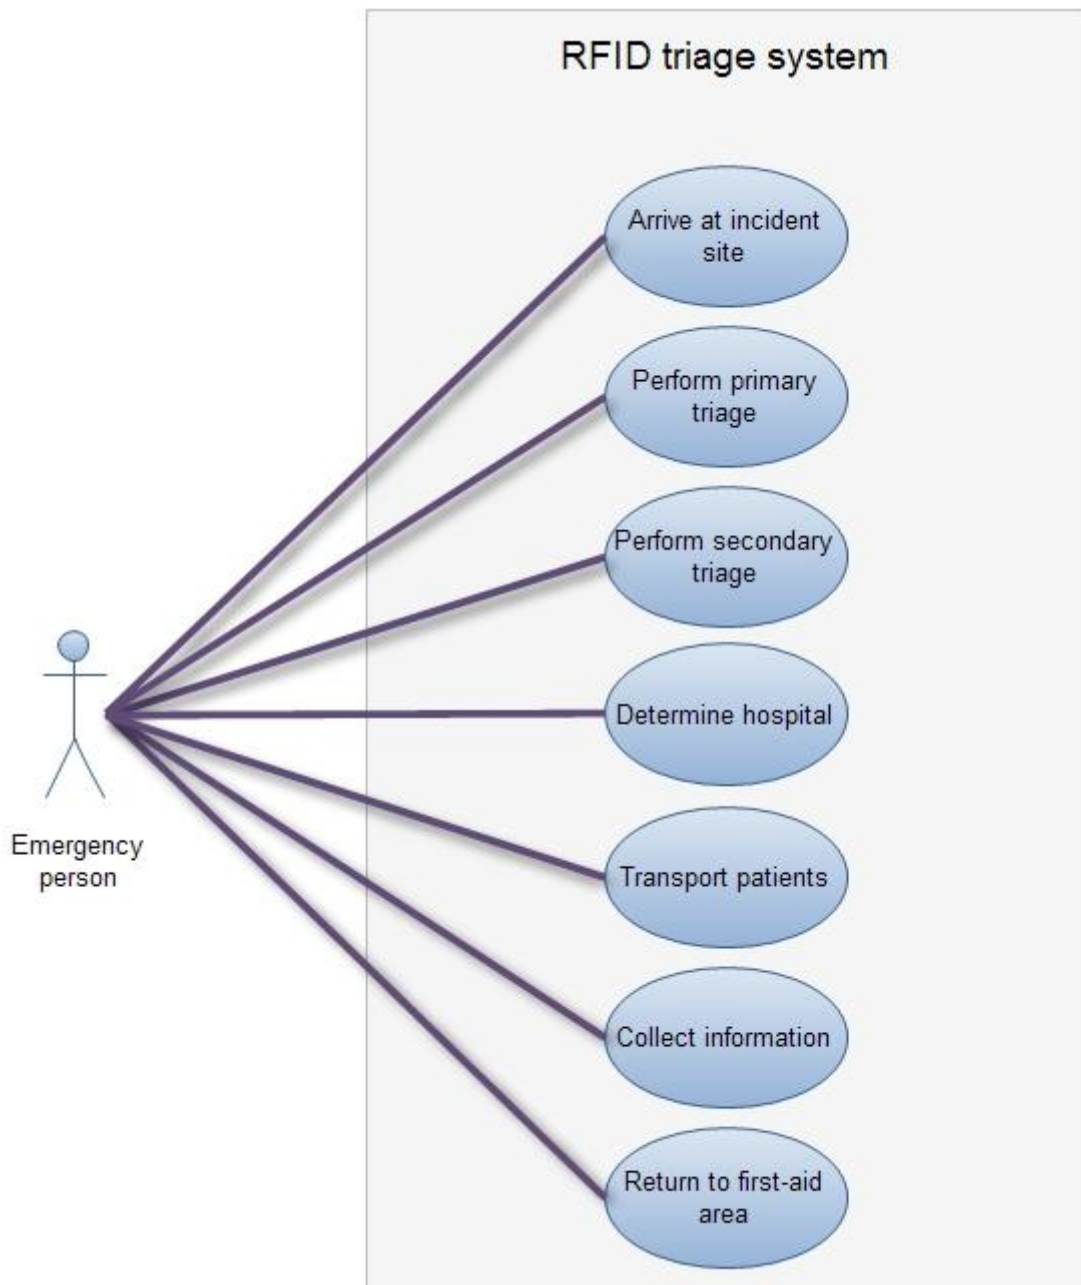 RFID triage system
Arrive at incident
site
Perform primary
triage
Perform secondary
triage
Determine hospital
Emergency
person
Transport patients
Collect information
Return to first-aid
area